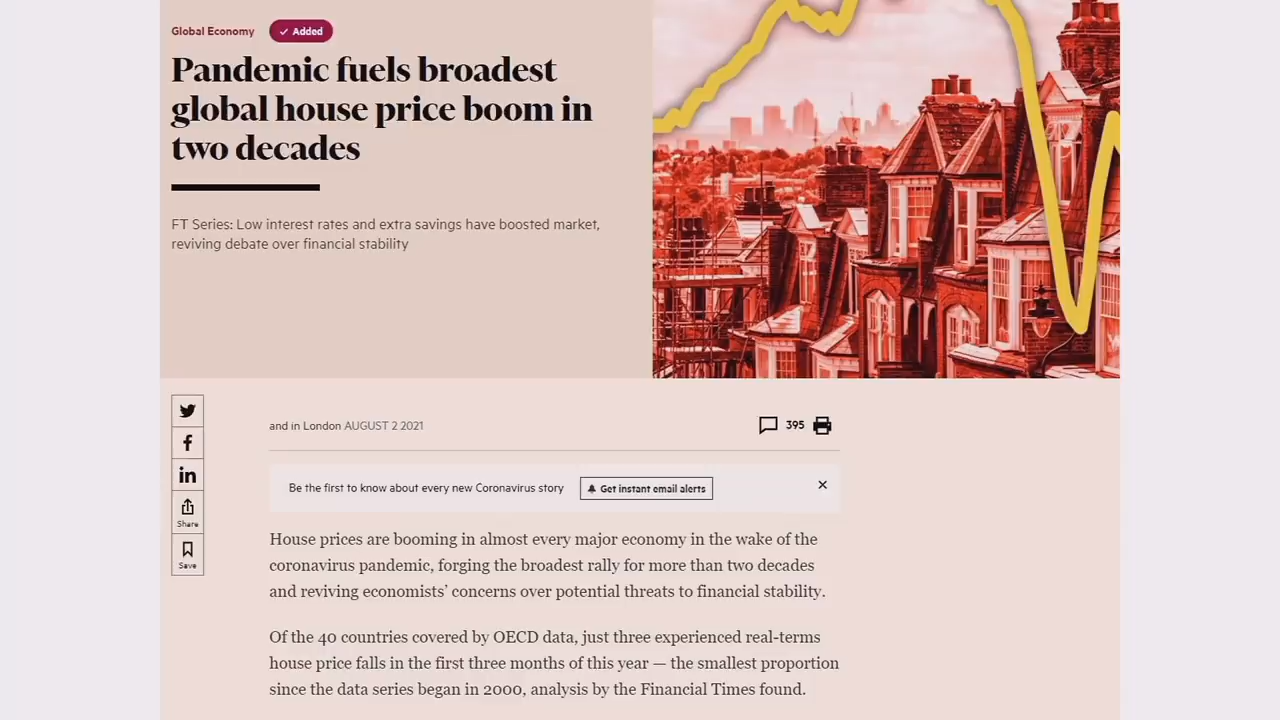 Global Economy
Added
Pandemic fuels broadest
global house price boom in
two decades
FT Series: Low interest rates and extra savings have boosted market,
reviving debate over financial stability
and in London AUGUST 2 2021
395
Be the first to know about every new Coronavirus story
Get instant email alerts
Share
Save
House prices are booming in almost every major economy in the wake of the
coronavirus pandemic, forging the broadest rally for more than two decades
and reviving economists’ concerns over potential threats to financial stability.
Of the 40 countries covered by OECD data, just three experienced real-terms
house price falls in the first three months of this year — the smallest proportion
since the data series began in 2000, analysis by the Financial Times found.